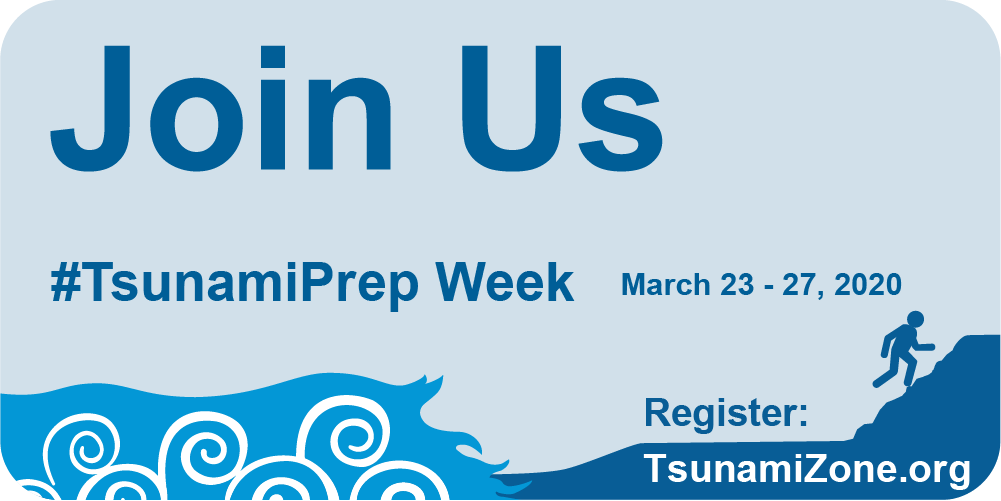 Join Us
#TsunamiPrep Week March 23 - 27, 2020
Register:
TsunamiZone.org